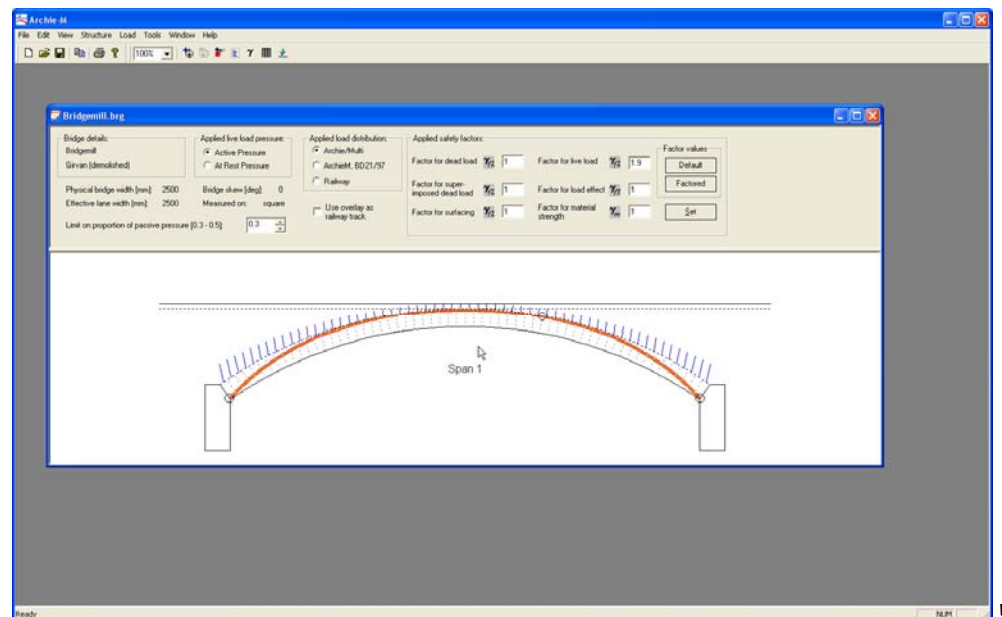 Archie-M
File Edit View Structure Load Tools Window Help
100%
Bridgemill.brg
Bridge details:
Bridgemill
Girvan (demolished)
Physical bridge width [mm]: 2500
Effective lane width [mm]: 2500
Limit on proportion of passive pressure [0.3 - 0.5]: 0.3
Applied live load pressure:
Active Pressure
At Rest Pressure
Bridge skew [deg]: 0
Measured on: square
Applied load distribution:
Archie/Multi
ArchieM, BD21/97
Railway
Use overlay as
railway track
Applied safety factors:
Factor for dead load 1
Factor for super-
imposed dead load 1
Factor for surfacing 1
Factor for live load 1.9
Factor for load effect 1
Factor for material
strength 1
Factor values
Default
Factored
Set
Span 1
Ready
NUM